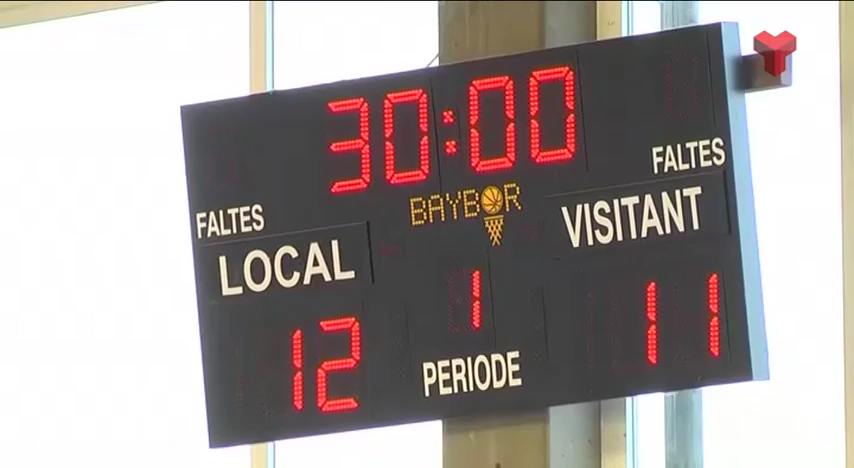 30:00
FALTES
FALTES
BAYBOR
LOCAL
VISITANT
1
12
11
PERIODE